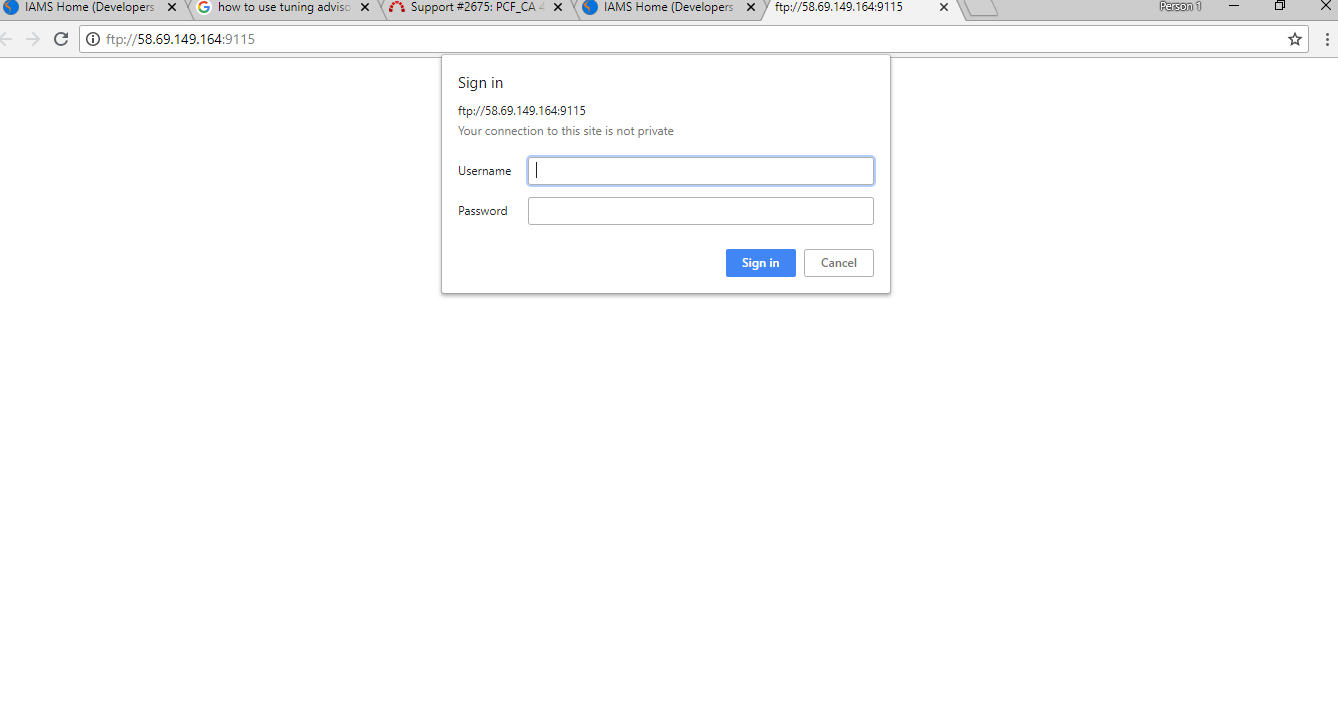 IAMS Home (Developers
how to use tuning adviso
Support #2675: PCF_CA 4
IAMS Home (Developers
ftp://58.69.149.164:9115
Person 1
ftp://58.69.149.164:9115
Sign in
ftp://58.69.149.164:9115
Your connection to this site is not private
Username
Password
Sign in
Cancel